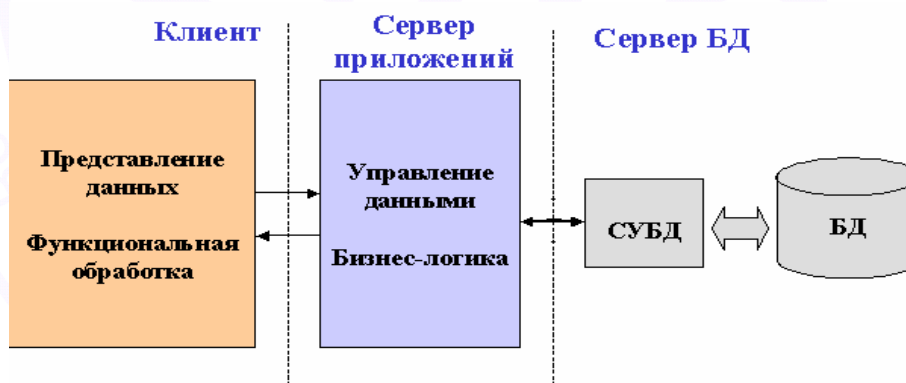 Клиент
Сервер
приложений
Сервер БД
Представление
данных
Функциональная
обработка
Управление
данными
Бизнес-логика
СУБД
БД